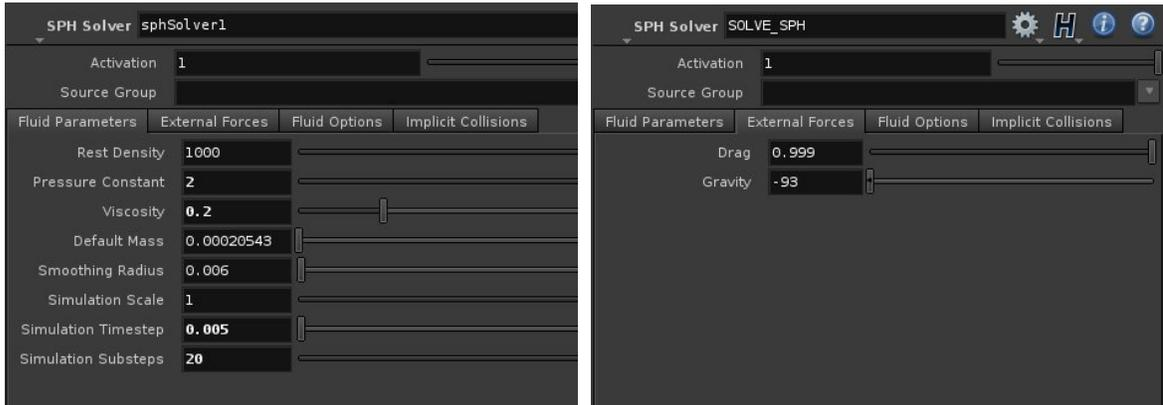 SPH Solver sphSolver1
Activation 1
Source Group
Fluid Parameters External Forces Fluid Options Implicit Collisions
Rest Density 1000
Pressure Constant 2
Viscosity 0.2
Default Mass 0.00020543
Smoothing Radius 0.006
Simulation Scale 1
Simulation Timestep 0.005
Simulation Substeps 20
SPH Solver SOLVE_SPH H i ?
Activation 1
Source Group
Fluid Parameters External Forces Fluid Options Implicit Collisions
Drag 0.999
Gravity -93